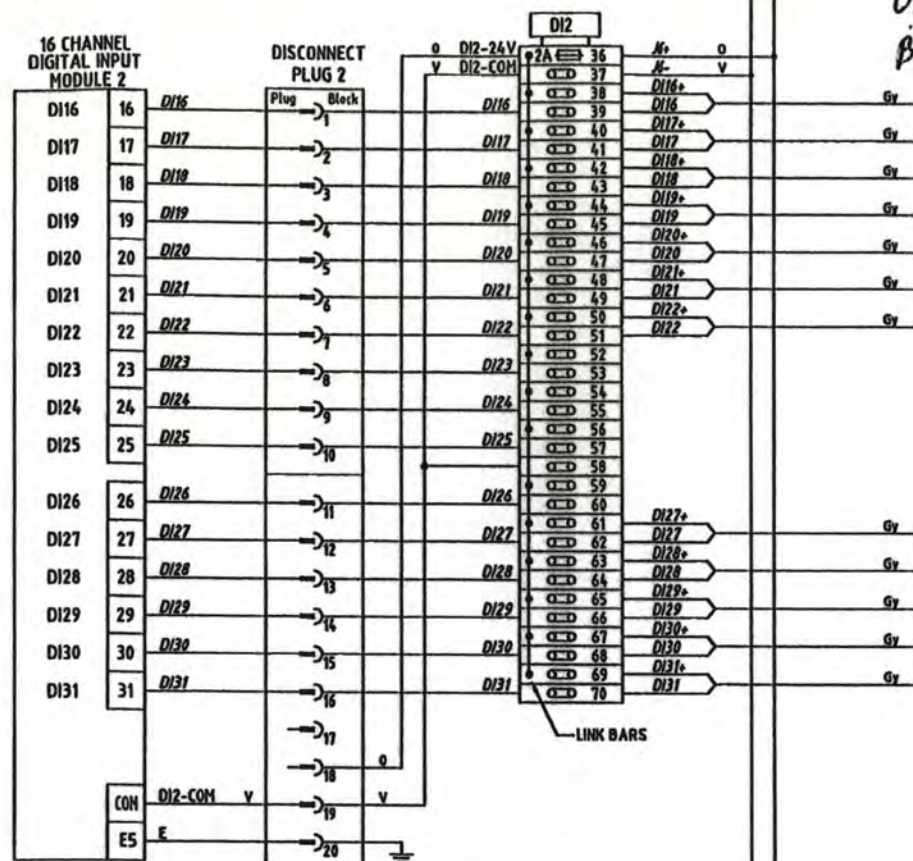 DI2
16 CHANNEL
DIGITAL INPUT
MODULE 2
DISCONNECT
PLUG 2
Plug Block
O DI2-24V 2A 36 O
V DI2-COM 37 V
DI16 16 DI16 1 DI16 38 DI16+
39 DI16 Gy
DI17 17 DI17 2 DI17 40 DI17+
41 DI17 Gy
DI18 18 DI18 3 DI18 42 DI18+
43 DI18 Gy
DI19 19 DI19 4 DI19 44 DI19+
45 DI19 Gy
DI20 20 DI20 5 DI20 46 DI20+
47 DI20 Gy
DI21 21 DI21 6 DI21 48 DI21+
49 DI21 Gy
DI22 22 DI22 7 DI22 50 DI22+
51 DI22 Gy
DI23 23 DI23 8 DI23 52
53
DI24 24 DI24 9 DI24 54
55
DI25 25 DI25 10 DI25 56
57
58
59
DI26 26 DI26 11 DI26 60
61 DI27+
DI27 27 DI27 12 DI27 62 DI27 Gy
63 DI28+
DI28 28 DI28 13 DI28 64 DI28 Gy
65 DI29+
DI29 29 DI29 14 DI29 66 DI29 Gy
67 DI30+
DI30 30 DI30 15 DI30 68 DI30 Gy
69 DI31+
DI31 31 DI31 16 DI31 70 DI31 Gy
17
LINK BARS
18 O
COM DI2-COM V 19 V
E5 E 20